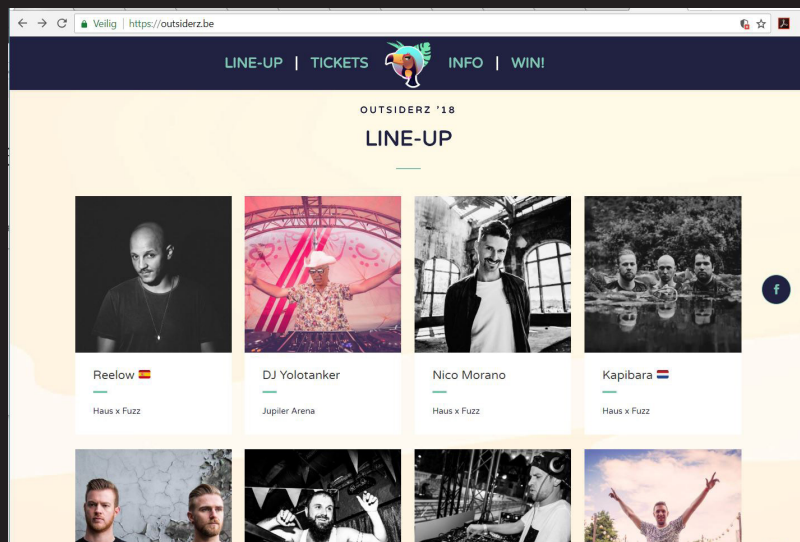 Veilig | https://outsiderz.be
LINE-UP | TICKETS INFO | WIN!
OUTSIDERZ '18
LINE-UP
Reelow
DJ Yolotanker
Nico Morano
Kapibara
Haus x Fuzz
Jupiler Arena
Haus x Fuzz
Haus x Fuzz
f